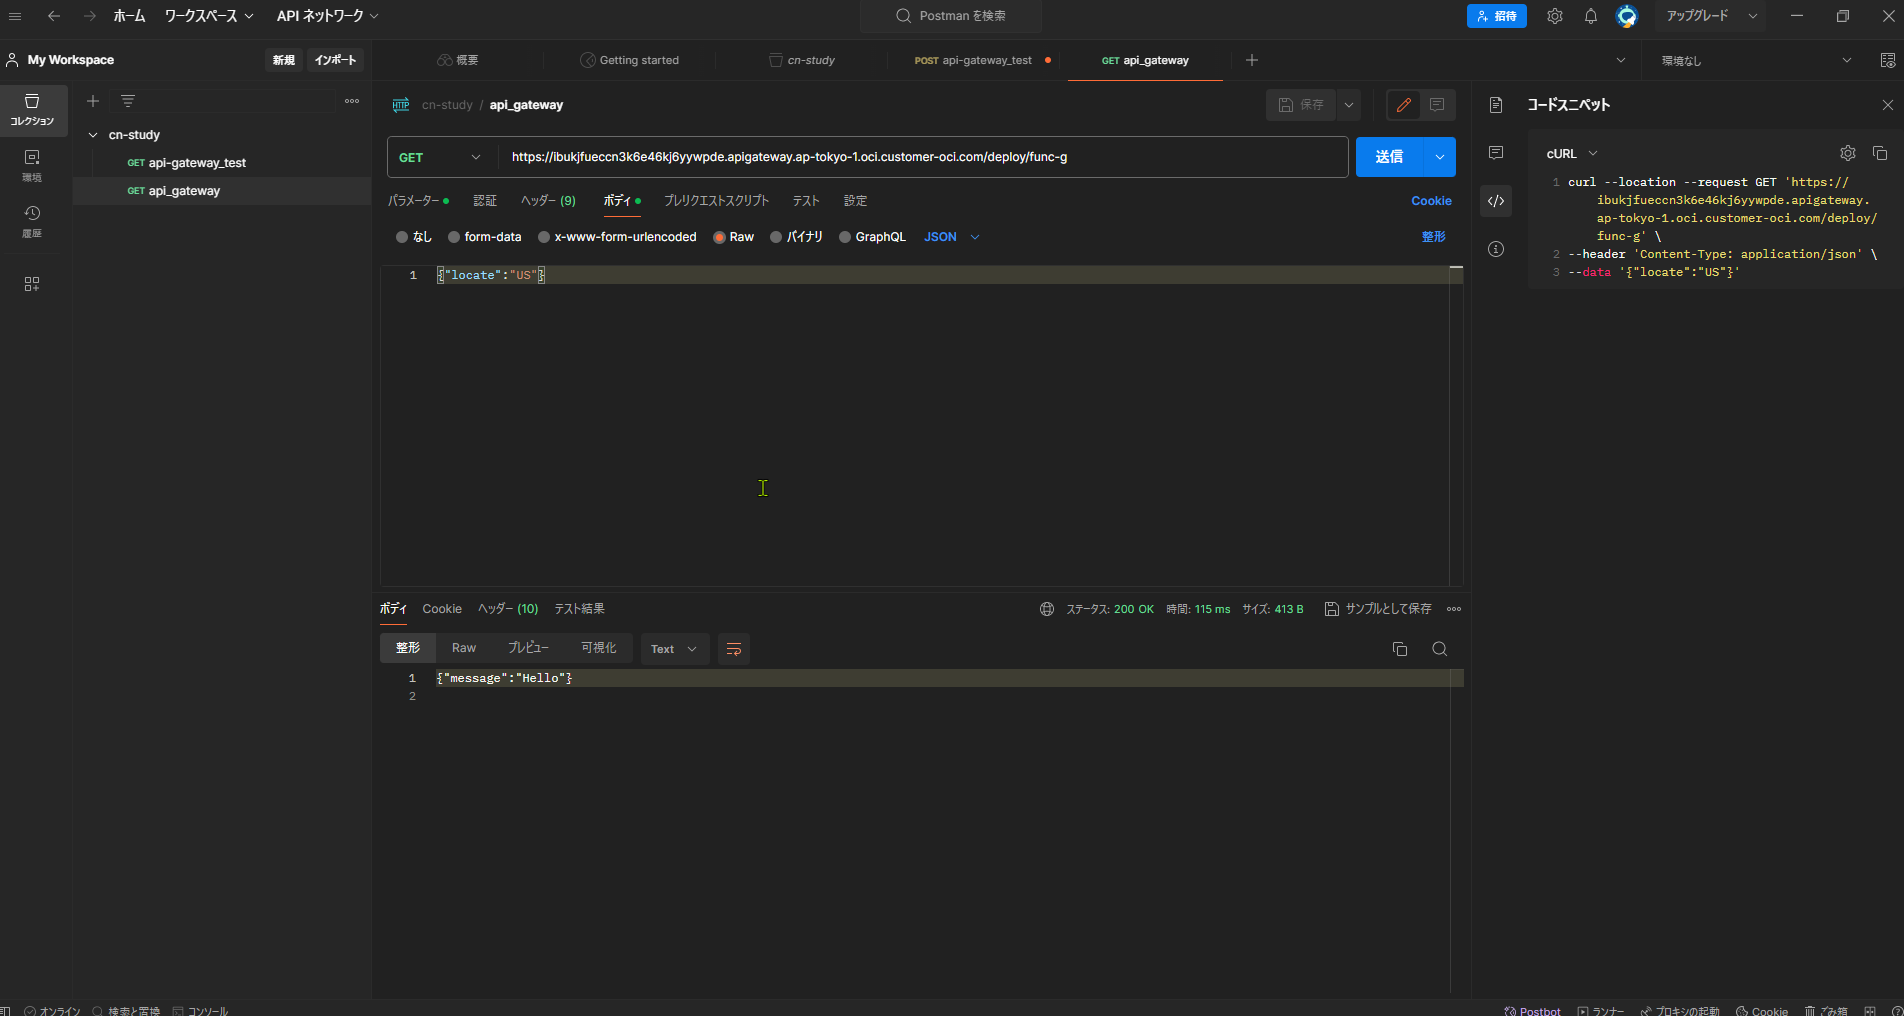 ホーム ワークスペース API ネットワーク Postman を検索 招待 アップグレード
My Workspace 新規 インポート 概要 Getting started cn-study POST api-gateway_test GET api_gateway 環境なし
コレクション
環境
履歴
cn-study
GET api-gateway_test
GET api_gateway
HTTP cn-study / api_gateway 保存
GET https://ibukjfueccn3k6e46kj6yywpde.apigateway.ap-tokyo-1.oci.customer-oci.com/deploy/func-g 送信
パラメーター 認証 ヘッダー (9) ボディ プレリクエストスクリプト テスト 設定 Cookie
なし form-data x-www-form-urlencoded Raw バイナリ GraphQL JSON 整形
1 {"locate":"US"}
ボディ Cookie ヘッダー (10) テスト結果 ステータス: 200 OK 時間: 115 ms サイズ: 413 B サンプルとして保存
整形 Raw プレビュー 可視化 Text
1 {"message":"Hello"}
2
コードスニペット
cURL
1 curl --location --request GET 'https://
ibukjfueccn3k6e46kj6yywpde.apigateway.
ap-tokyo-1.oci.customer-oci.com/deploy/
func-g' \
2 --header 'Content-Type: application/json' \
3 --data '{"locate":"US"}'
オンライン 検索と置換 コンソール Postbot ランナー プロキシの起動 Cookie ごみ箱